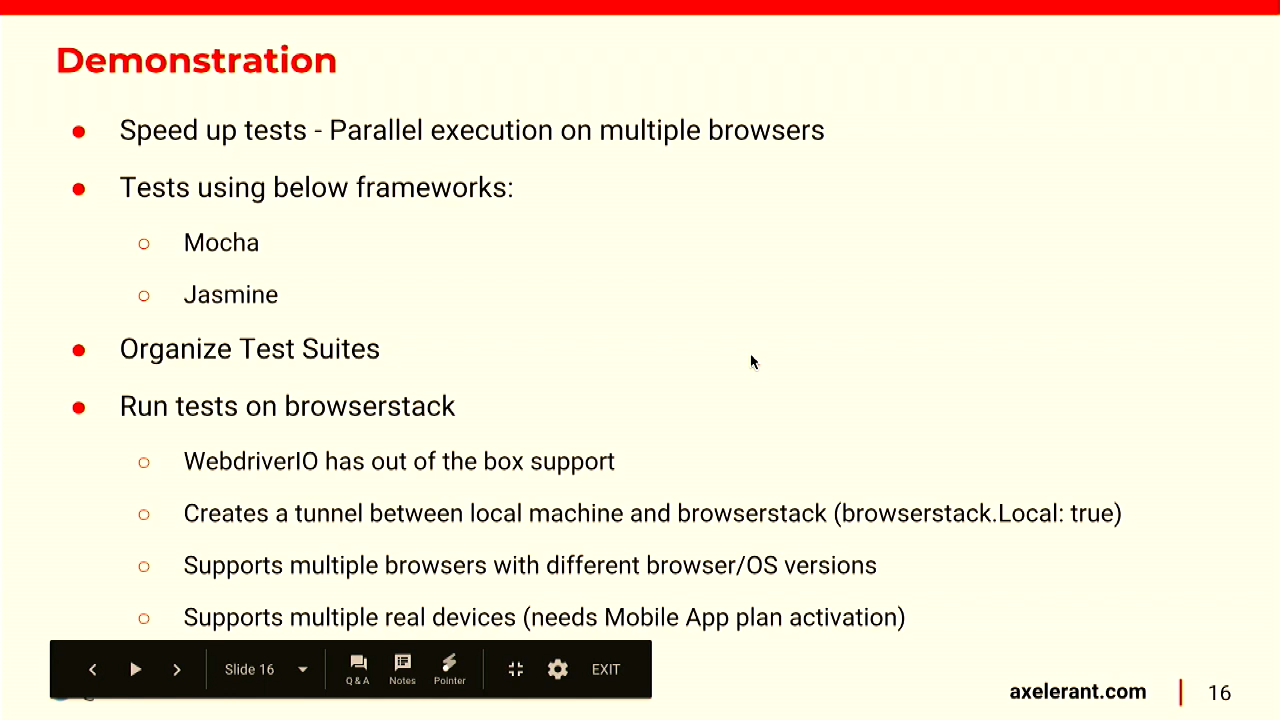 Demonstration
● Speed up tests - Parallel execution on multiple browsers
● Tests using below frameworks:
○ Mocha
○ Jasmine
● Organize Test Suites
● Run tests on browserstack
○ WebdriverIO has out of the box support
○ Creates a tunnel between local machine and browserstack (browserstack.Local: true)
○ Supports multiple browsers with different browser/OS versions
○ Supports multiple real devices (needs Mobile App plan activation)
Slide 16
Q & A
Notes
Pointer
EXIT
axelerant.com | 16